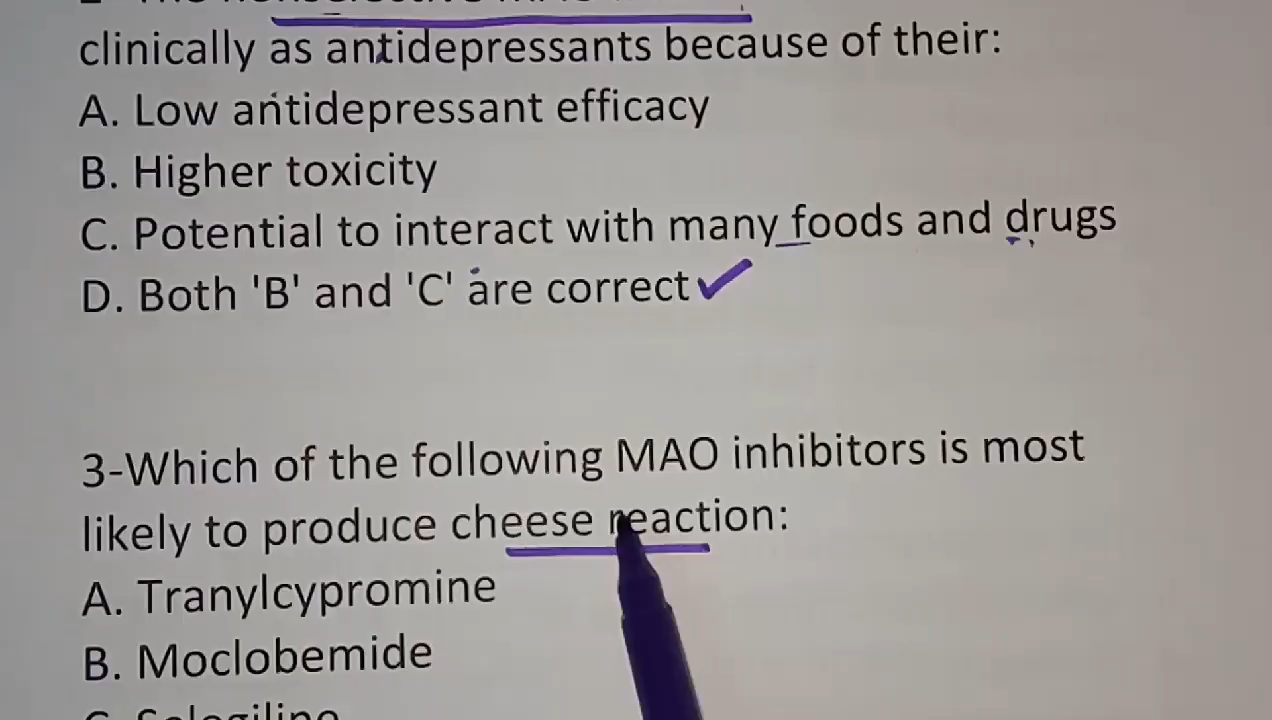 clinically as antidepressants because of their:
A. Low antidepressant efficacy
B. Higher toxicity
C. Potential to interact with many foods and drugs
D. Both 'B' and 'C' are correct
3-Which of the following MAO inhibitors is most
likely to produce cheese reaction:
A. Tranylcypromine
B. Moclobemide